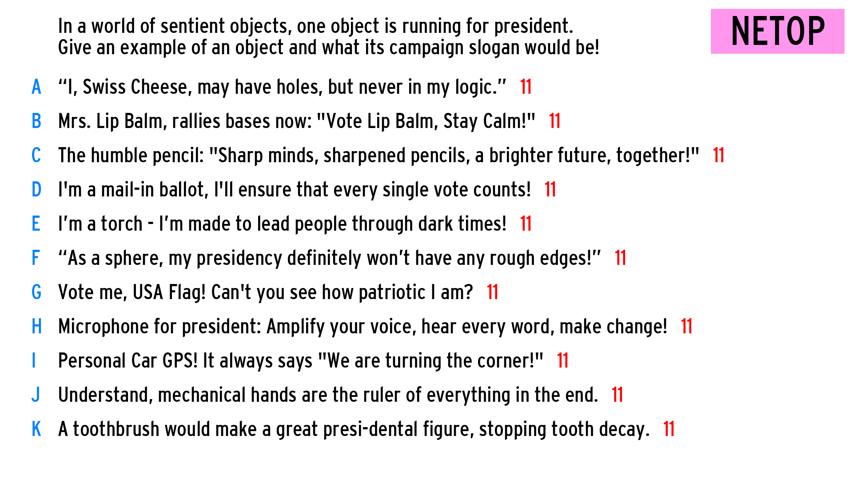 In a world of sentient objects, one object is running for president.
Give an example of an object and what its campaign slogan would be!
NETOP
A “I, Swiss Cheese, may have holes, but never in my logic.” 11
B Mrs. Lip Balm, rallies bases now: "Vote Lip Balm, Stay Calm!" 11
C The humble pencil: "Sharp minds, sharpened pencils, a brighter future, together!" 11
D I'm a mail-in ballot, I'll ensure that every single vote counts! 11
E I’m a torch - I’m made to lead people through dark times! 11
F “As a sphere, my presidency definitely won’t have any rough edges!” 11
G Vote me, USA Flag! Can't you see how patriotic I am? 11
H Microphone for president: Amplify your voice, hear every word, make change! 11
I Personal Car GPS! It always says "We are turning the corner!" 11
J Understand, mechanical hands are the ruler of everything in the end. 11
K A toothbrush would make a great presi-dental figure, stopping tooth decay. 11